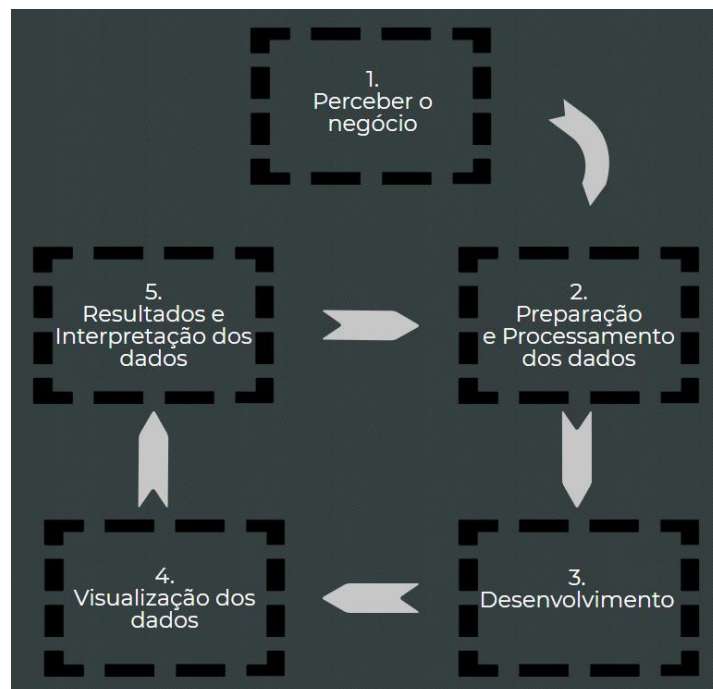 1.
Perceber o
negócio
2.
Preparação
e Processamento
dos dados
3.
Desenvolvimento
4.
Visualização dos
dados
5.
Resultados e
Interpretação dos
dados